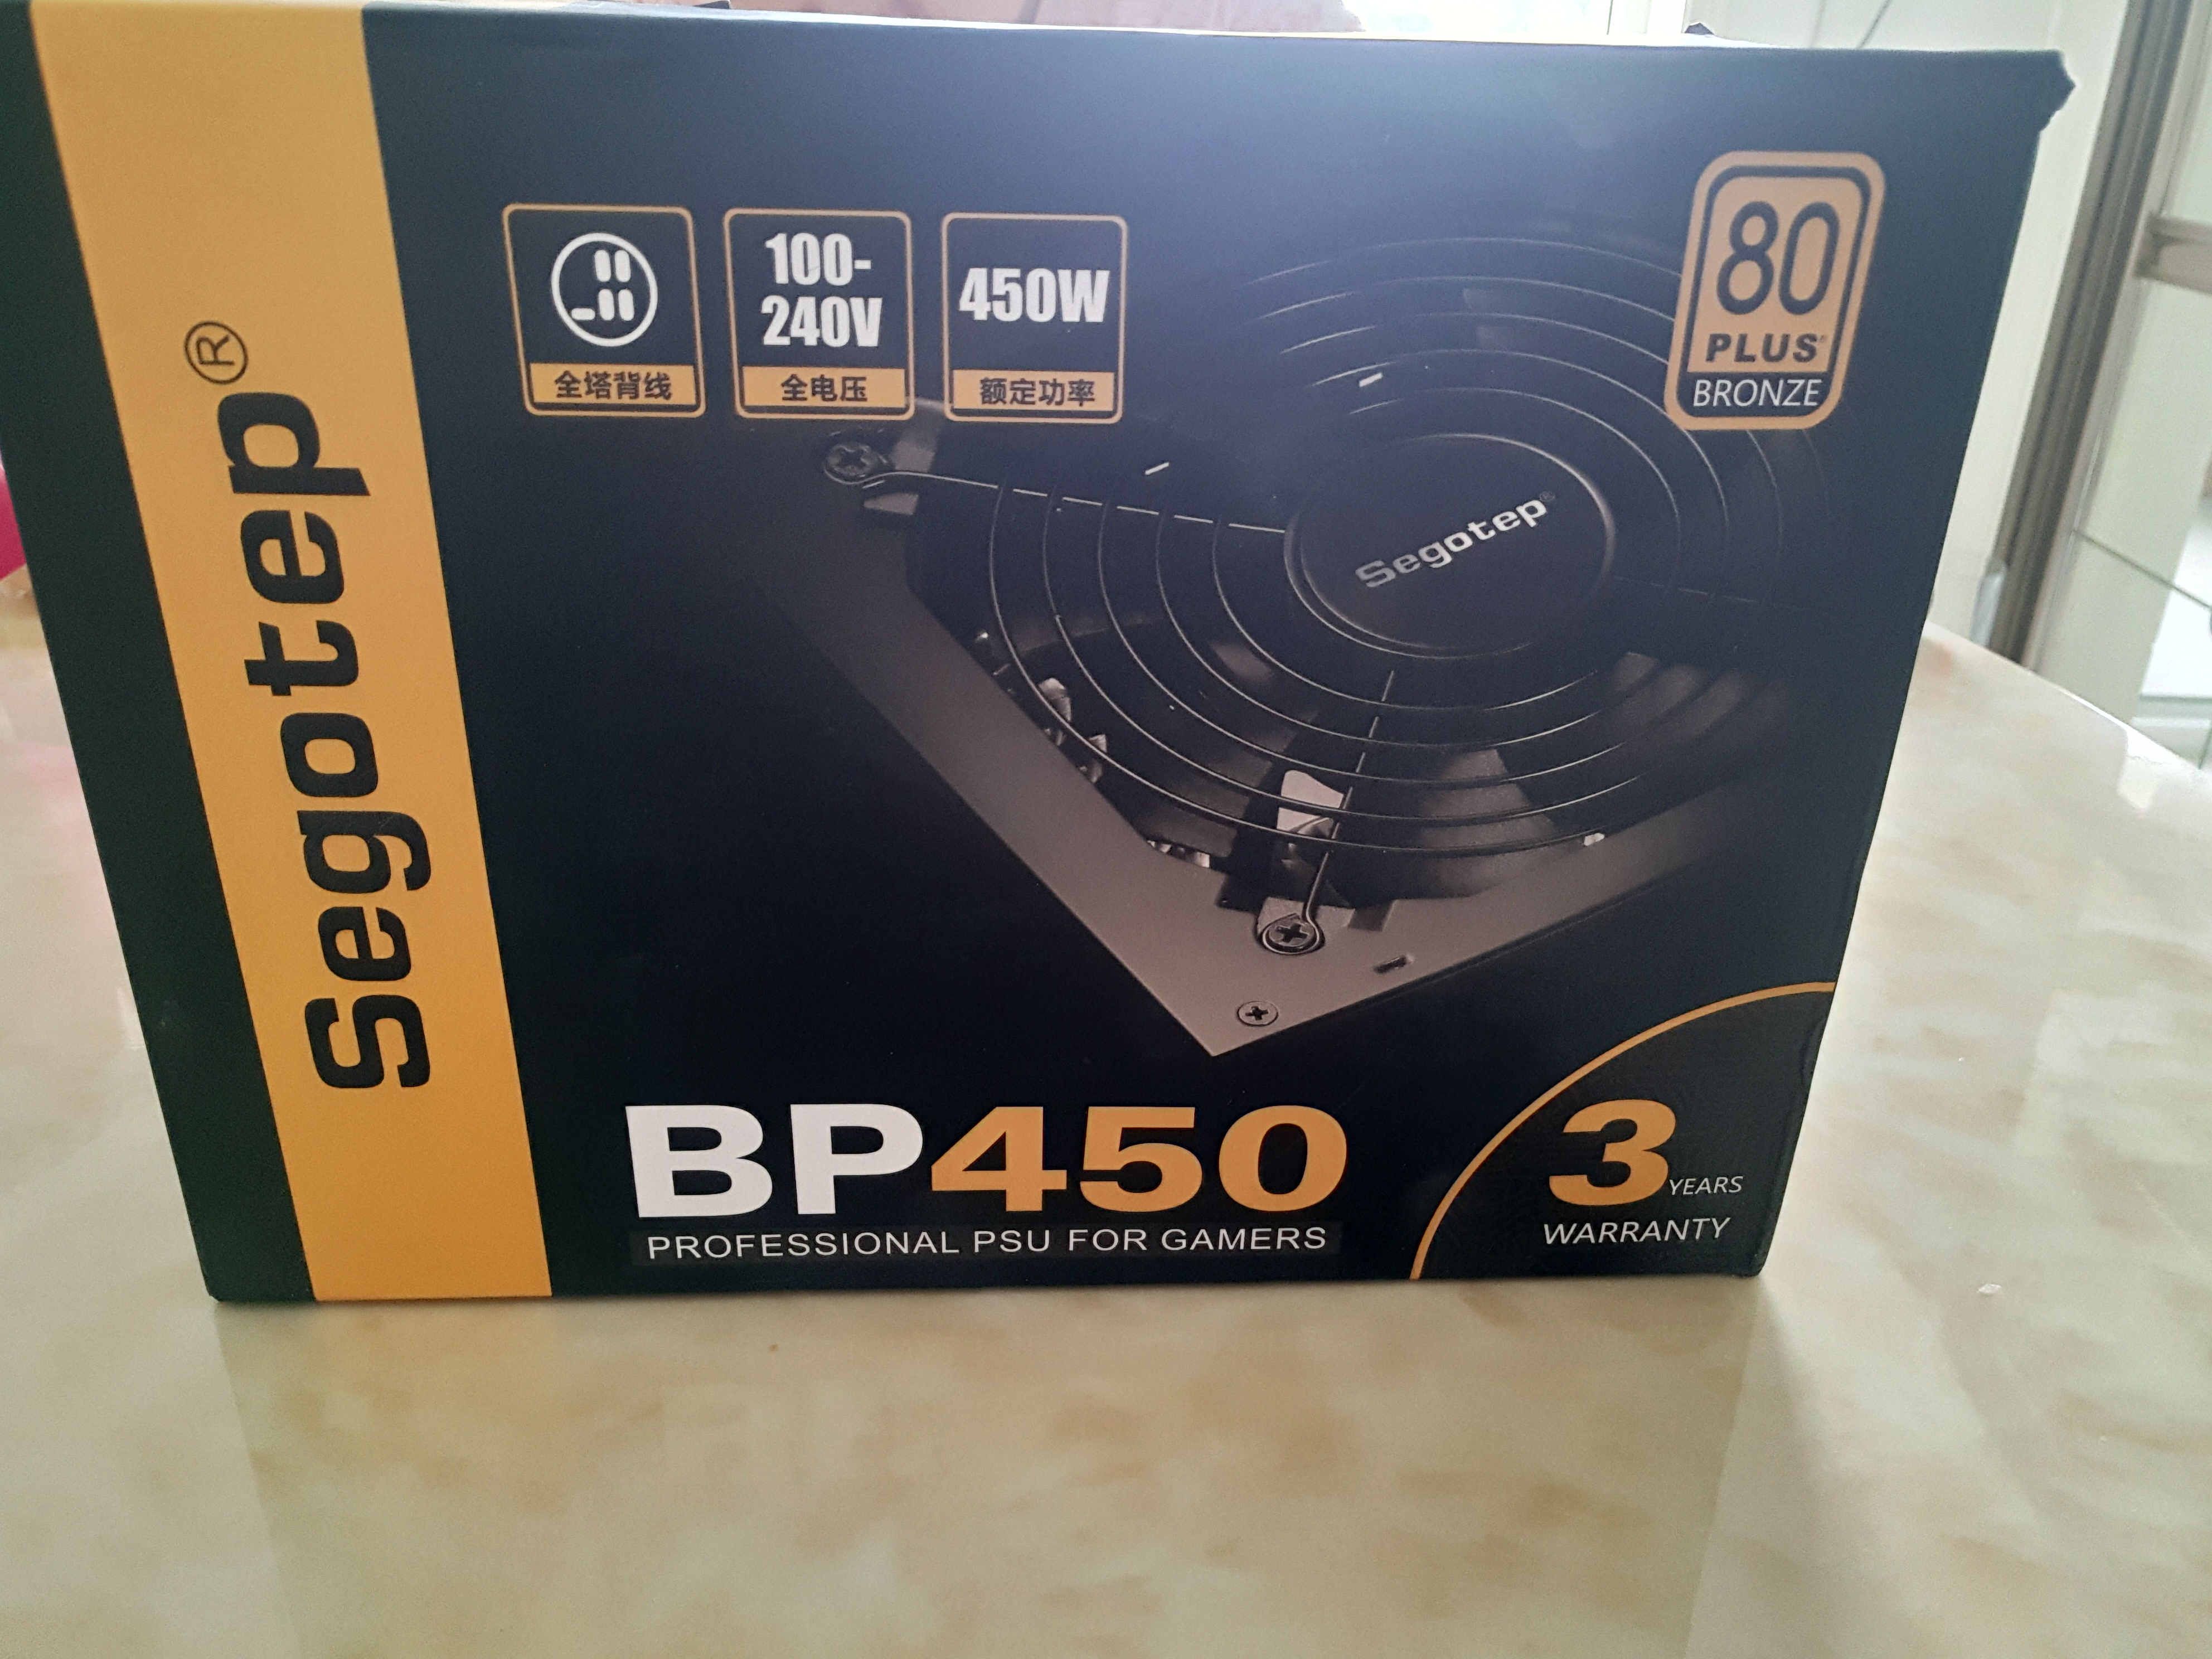 Segotep®
100-
240V
450W
全塔背线
全电压
额定功率
80
PLUS®
BRONZE
Segotep®
BP450
PROFESSIONAL PSU FOR GAMERS
3 YEARS
WARRANTY